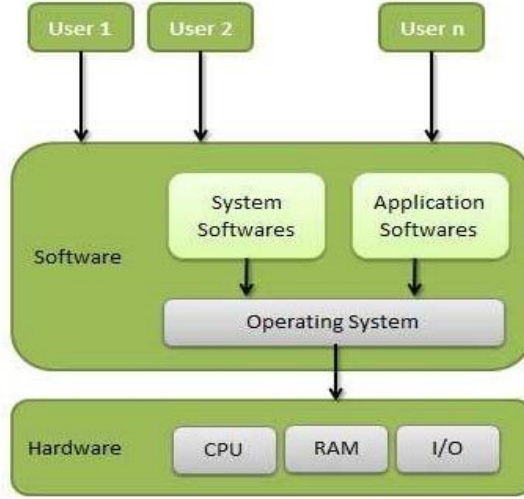 User 1
User 2
User n
System
Softwares
Application
Softwares
Software
Operating System
Hardware
CPU
RAM
I/O